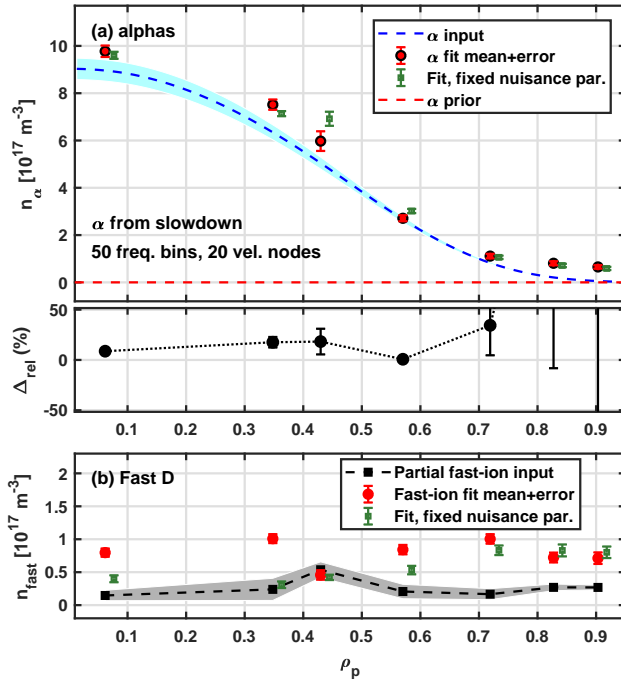 (a) alphas
α input
α fit mean+error
Fit, fixed nuisance par.
α prior
α from slowdown
50 freq. bins, 20 vel. nodes
n_α [10^17 m^-3]
10
8
6
4
2
0
Δ_rel (%)
50
0
-50
0.1 0.2 0.3 0.4 0.5 0.6 0.7 0.8 0.9
(b) Fast D
Partial fast-ion input
Fast-ion fit mean+error
Fit, fixed nuisance par.
n_fast [10^17 m^-3]
2
1.5
1
0.5
0
0.1 0.2 0.3 0.4 0.5 0.6 0.7 0.8 0.9
ρ_p